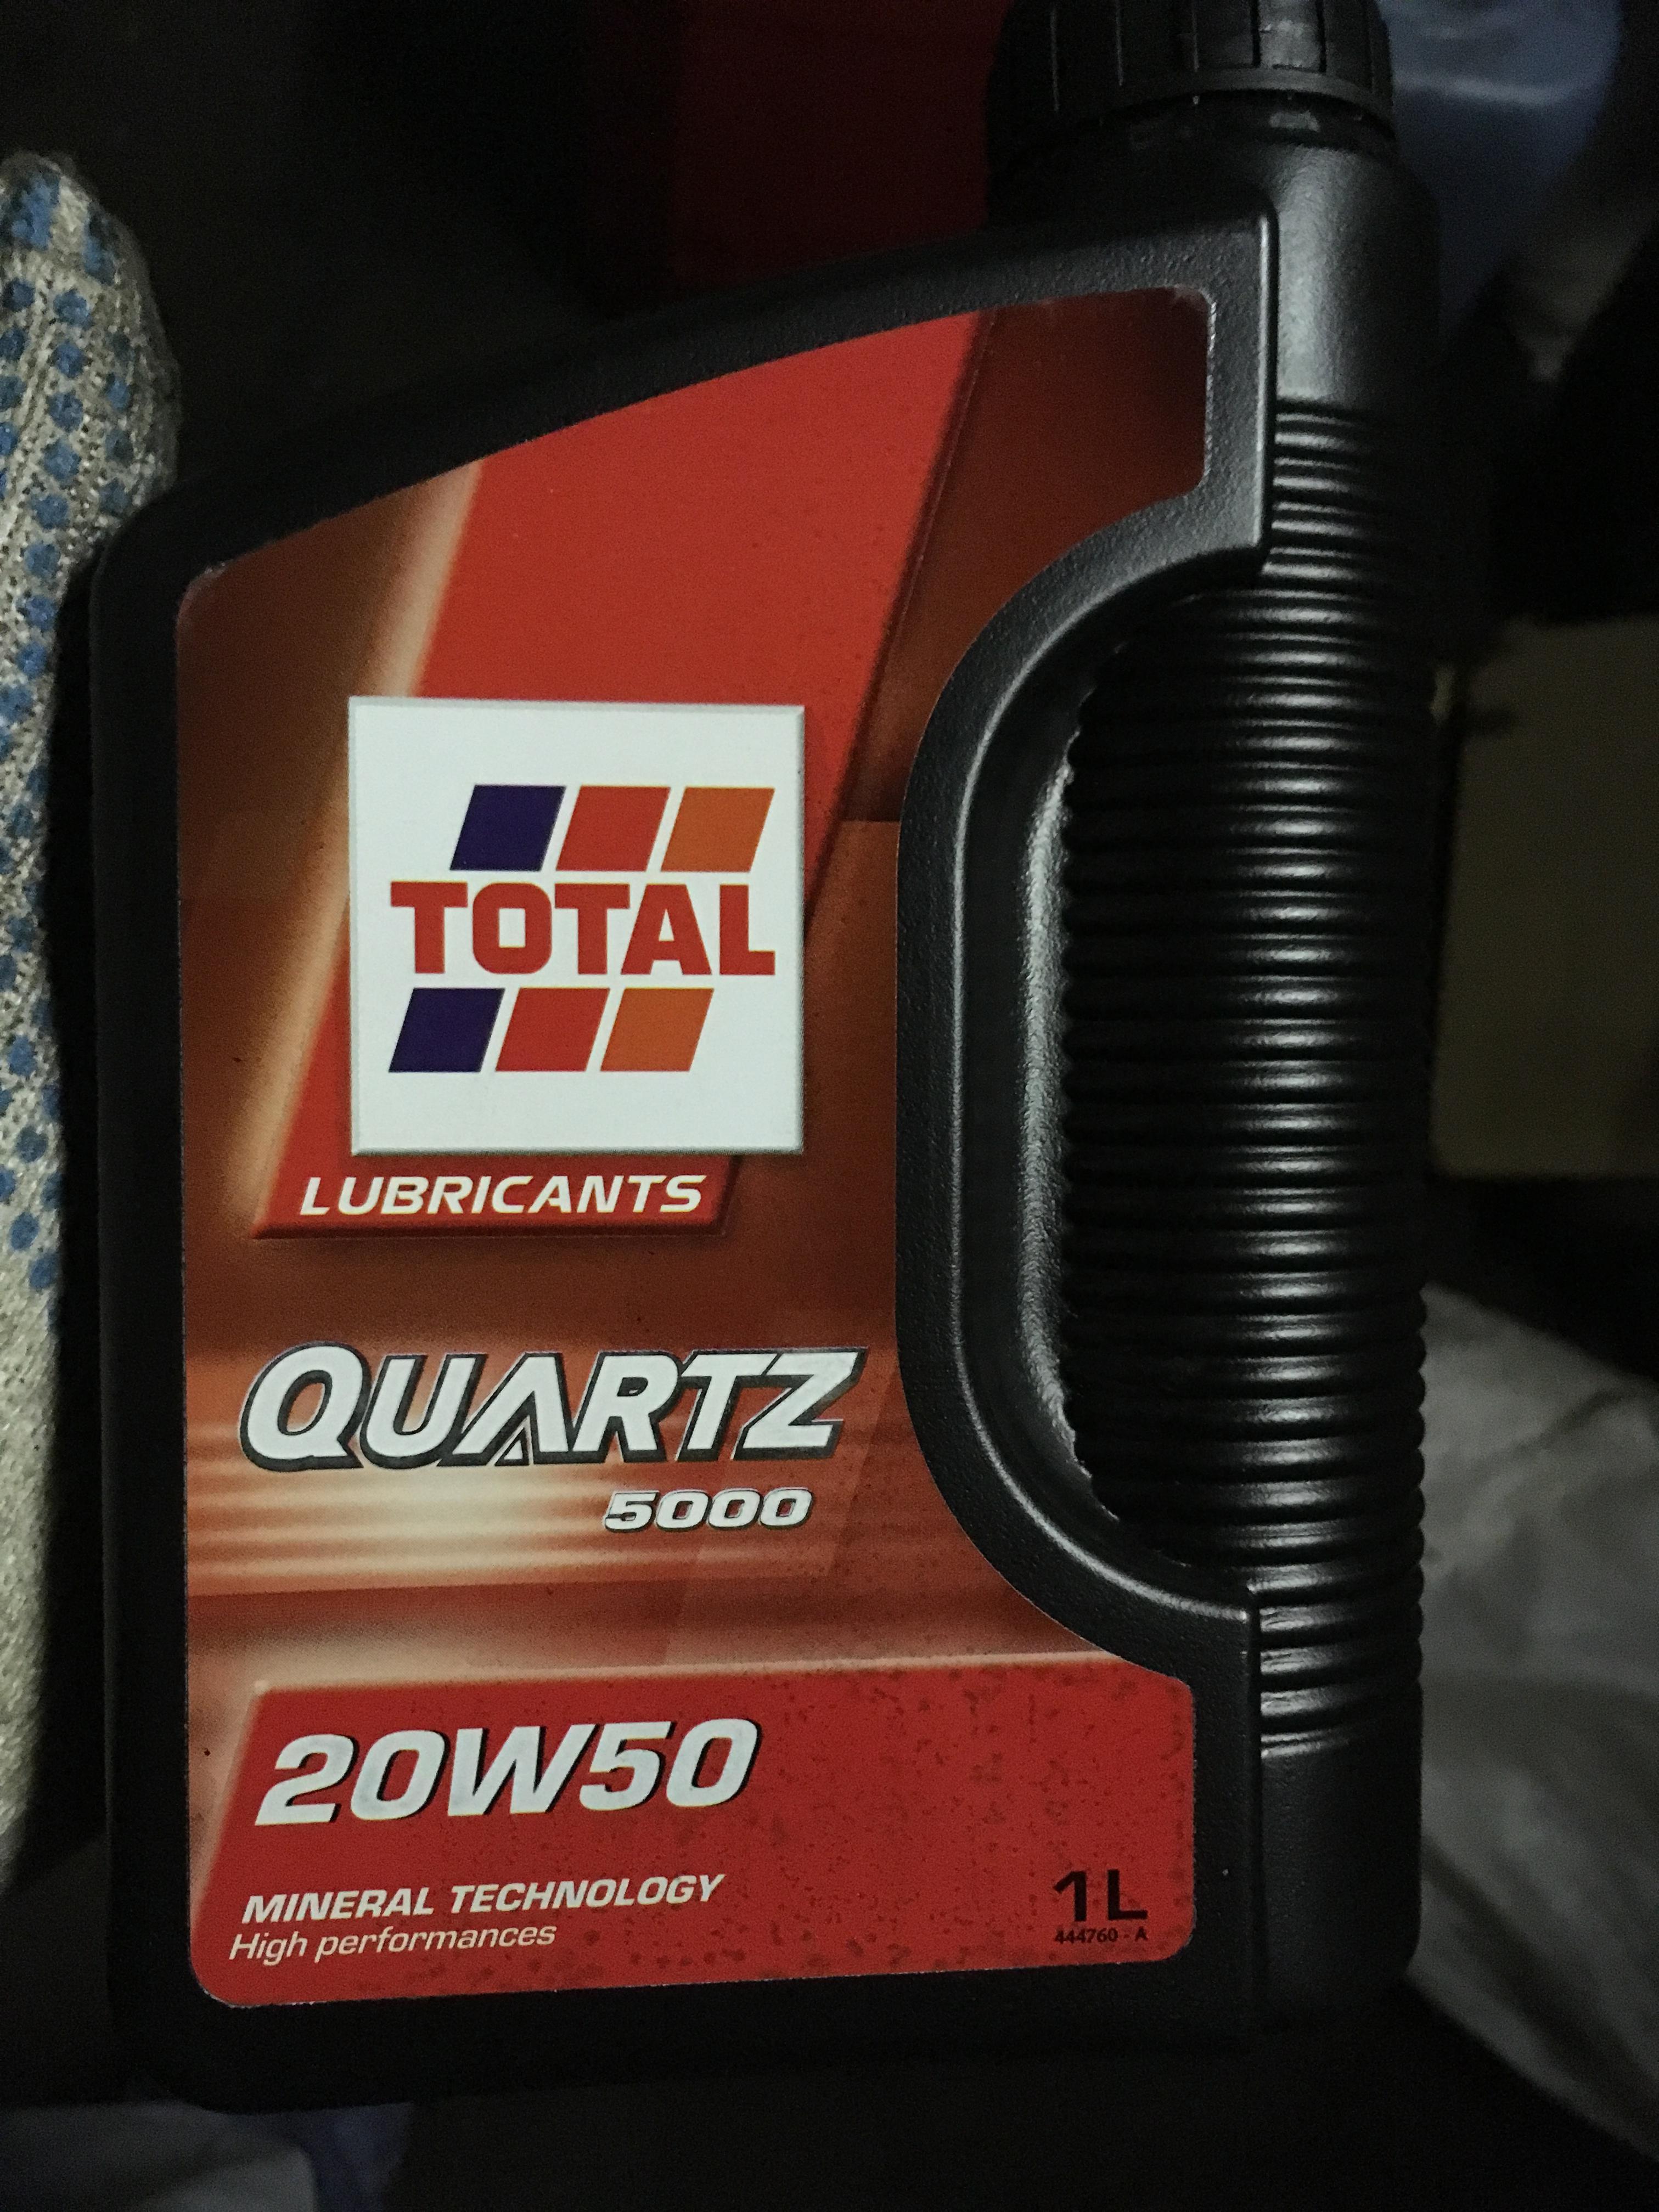 TOTAL
LUBRICANTS
QUARTZ
5000
20W50
MINERAL TECHNOLOGY
High performances
1L
444760 - A